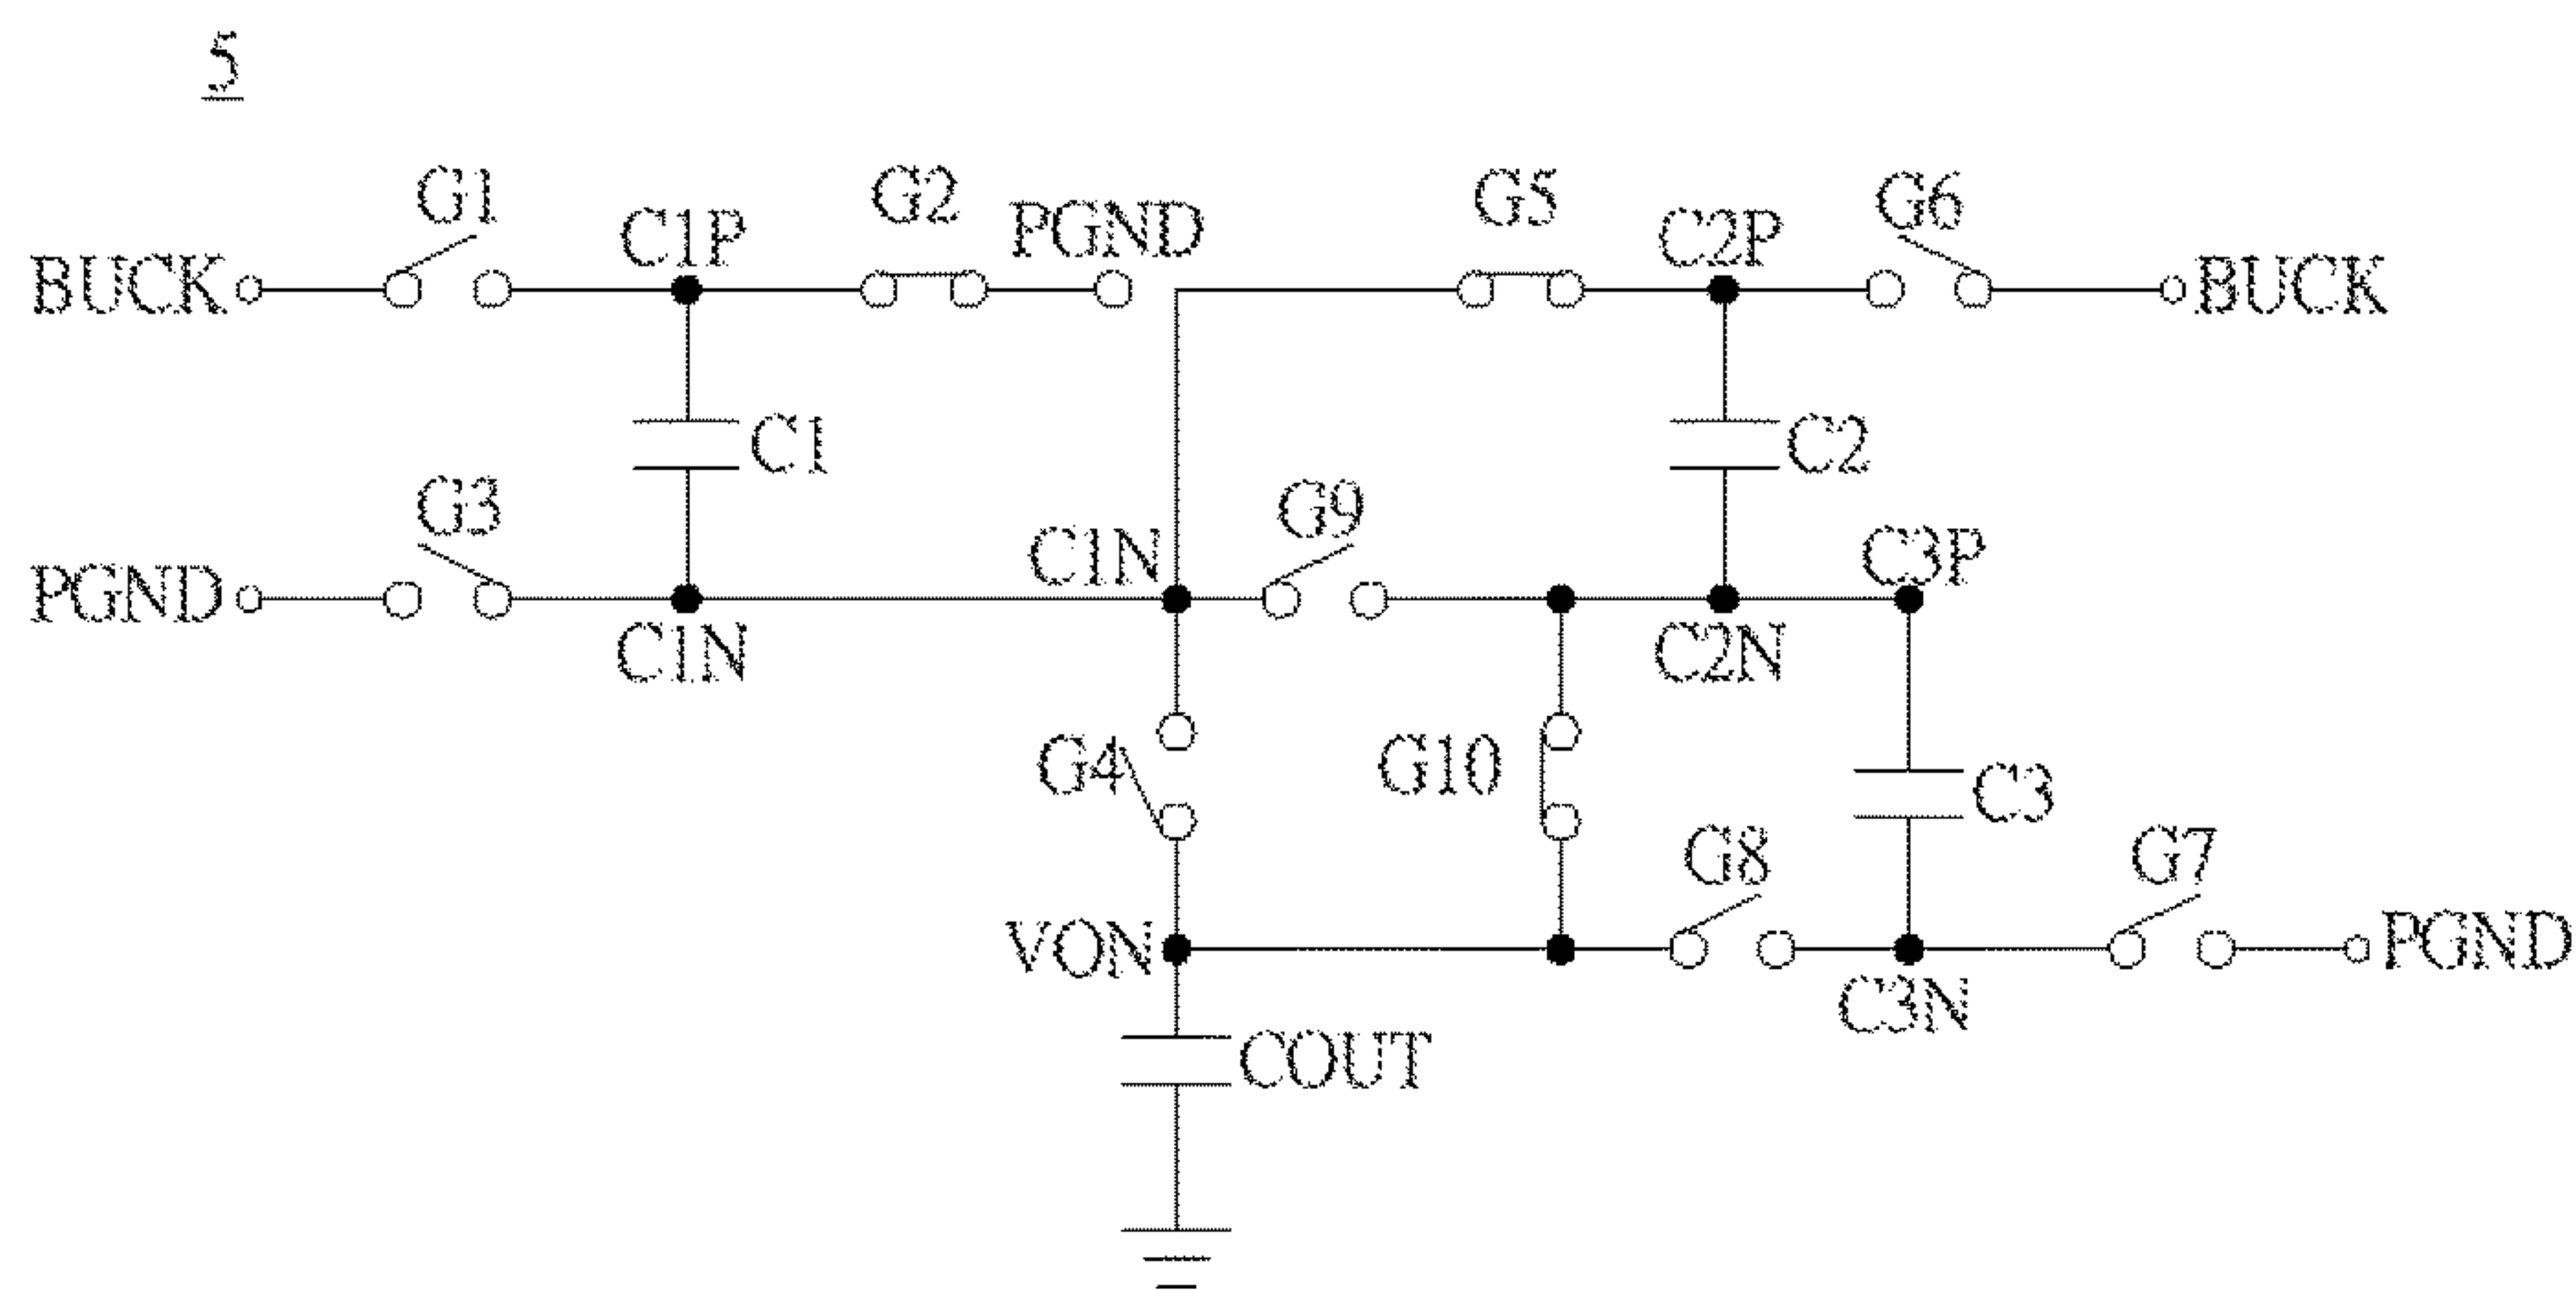 5
G1
C1P
G2
PGND
G5
C2P
G6
BUCK
BUCK
C1
C2
G3
C1N
G9
C3P
PGND
C1N
C2N
G4
G10
C3
G8
G7
VON
C3N
PGND
COUT